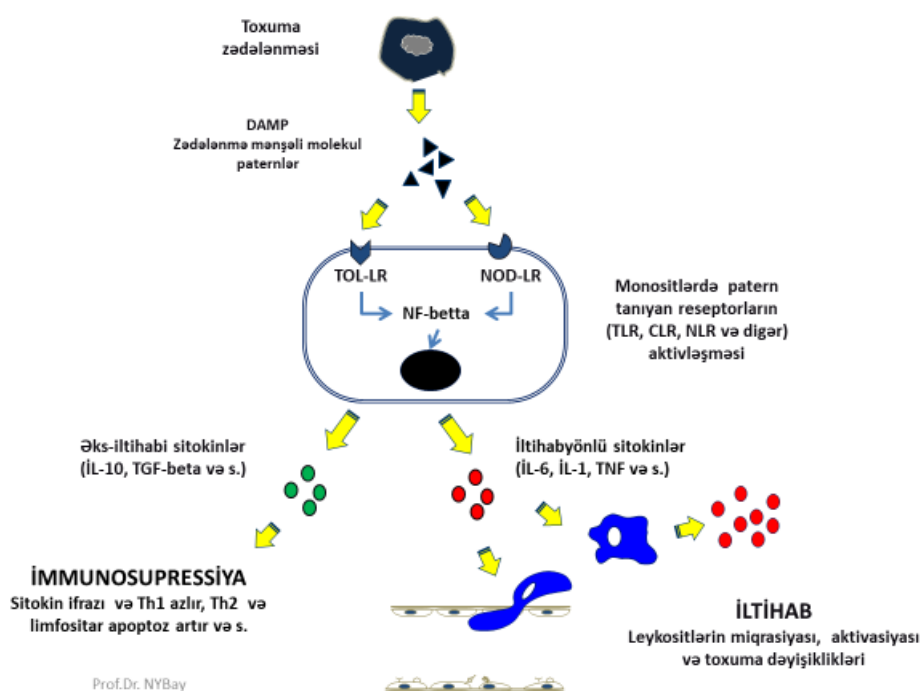 Toxuma
zədələnməsi
DAMP
Zədələnmə mənşəli molekul
paternlər
TOL-LR
NOD-LR
NF-betta
Monositlərdə patern
tanıyan reseptorların
(TLR, CLR, NLR və digər)
aktivləşməsi
Əks-iltihabi sitokinlər
(İL-10, TGF-beta və s.)
İltihabyönlü sitokinlər
(İL-6, İL-1, TNF və s.)
İMMUNOSUPRESSİYA
Sitokin ifrazı və Th1 azlır, Th2 və
limfositar apoptoz artır və s.
İLTİHAB
Leykositlərin miqrasiyası, aktivasiyası
və toxuma dəyişiklikləri
Prof.Dr. NYBay